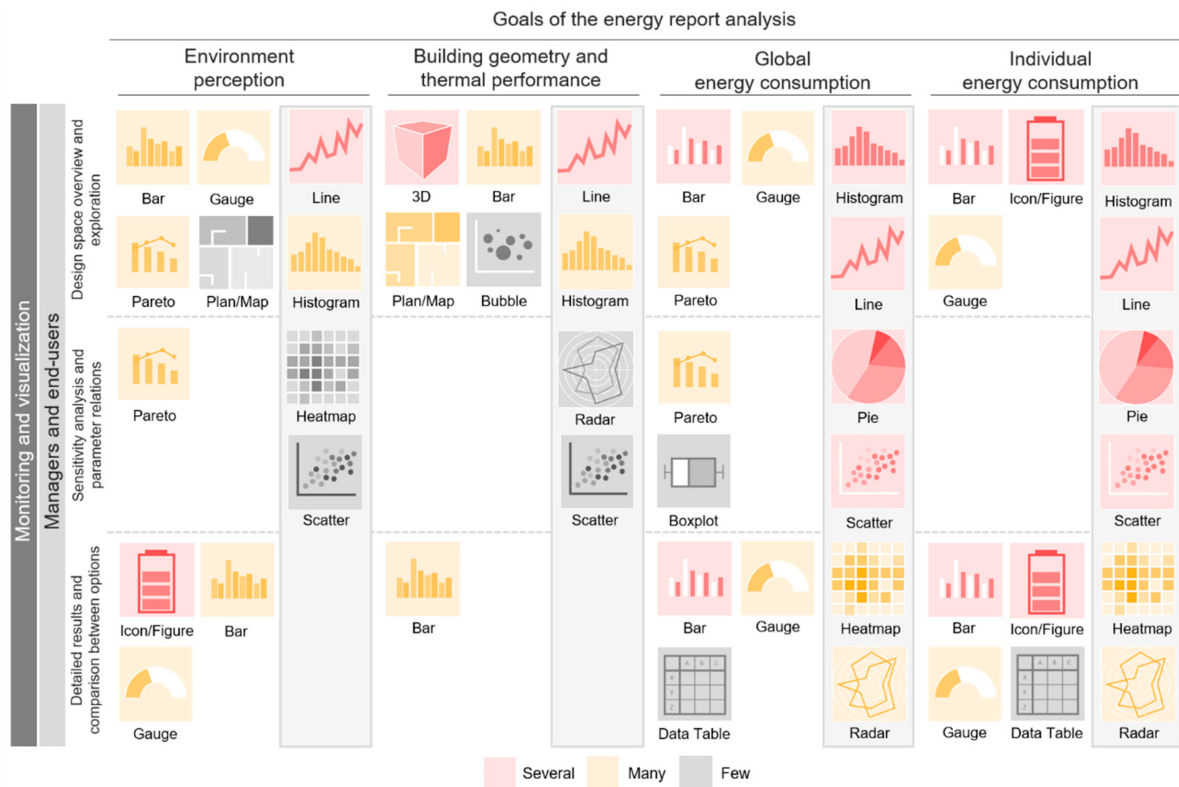 Goals of the energy report analysis
Environment
perception
Building geometry and
thermal performance
Global
energy consumption
Individual
energy consumption
Monitoring and visualization
Managers and end-users
Design space overview and
exploration
Bar
Gauge
Line
3D
Bar
Line
Bar
Gauge
Histogram
Bar
Icon/Figure
Histogram
Pareto
Plan/Map
Histogram
Plan/Map
Bubble
Histogram
Pareto
Line
Gauge
Line
Sensitivity analysis and
parameter relations
Pareto
Heatmap
Radar
Pareto
Pie
Pie
Scatter
Scatter
Boxplot
Scatter
Scatter
Detailed results and
comparison between options
Icon/Figure
Bar
Bar
Bar
Gauge
Heatmap
Bar
Icon/Figure
Heatmap
A B C
X
Y
Z
A B C
X
Y
Z
Gauge
Data Table
Radar
Gauge
Data Table
Radar
Several
Many
Few